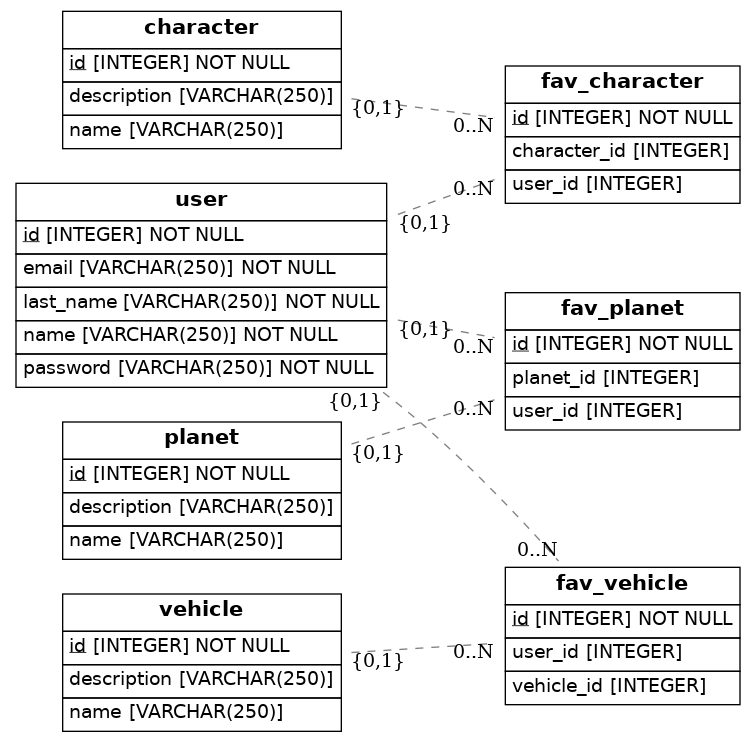 character
id [INTEGER] NOT NULL
description [VARCHAR(250)]
name [VARCHAR(250)]
{0,1}
0..N
fav_character
id [INTEGER] NOT NULL
character_id [INTEGER]
user_id [INTEGER]
0..N
{0,1}
user
id [INTEGER] NOT NULL
email [VARCHAR(250)] NOT NULL
last_name [VARCHAR(250)] NOT NULL
name [VARCHAR(250)] NOT NULL
password [VARCHAR(250)] NOT NULL
{0,1}
0..N
fav_planet
id [INTEGER] NOT NULL
planet_id [INTEGER]
user_id [INTEGER]
{0,1}
0..N
planet
id [INTEGER] NOT NULL
description [VARCHAR(250)]
name [VARCHAR(250)]
{0,1}
0..N
fav_vehicle
id [INTEGER] NOT NULL
user_id [INTEGER]
vehicle_id [INTEGER]
vehicle
id [INTEGER] NOT NULL
description [VARCHAR(250)]
name [VARCHAR(250)]
{0,1}
0..N